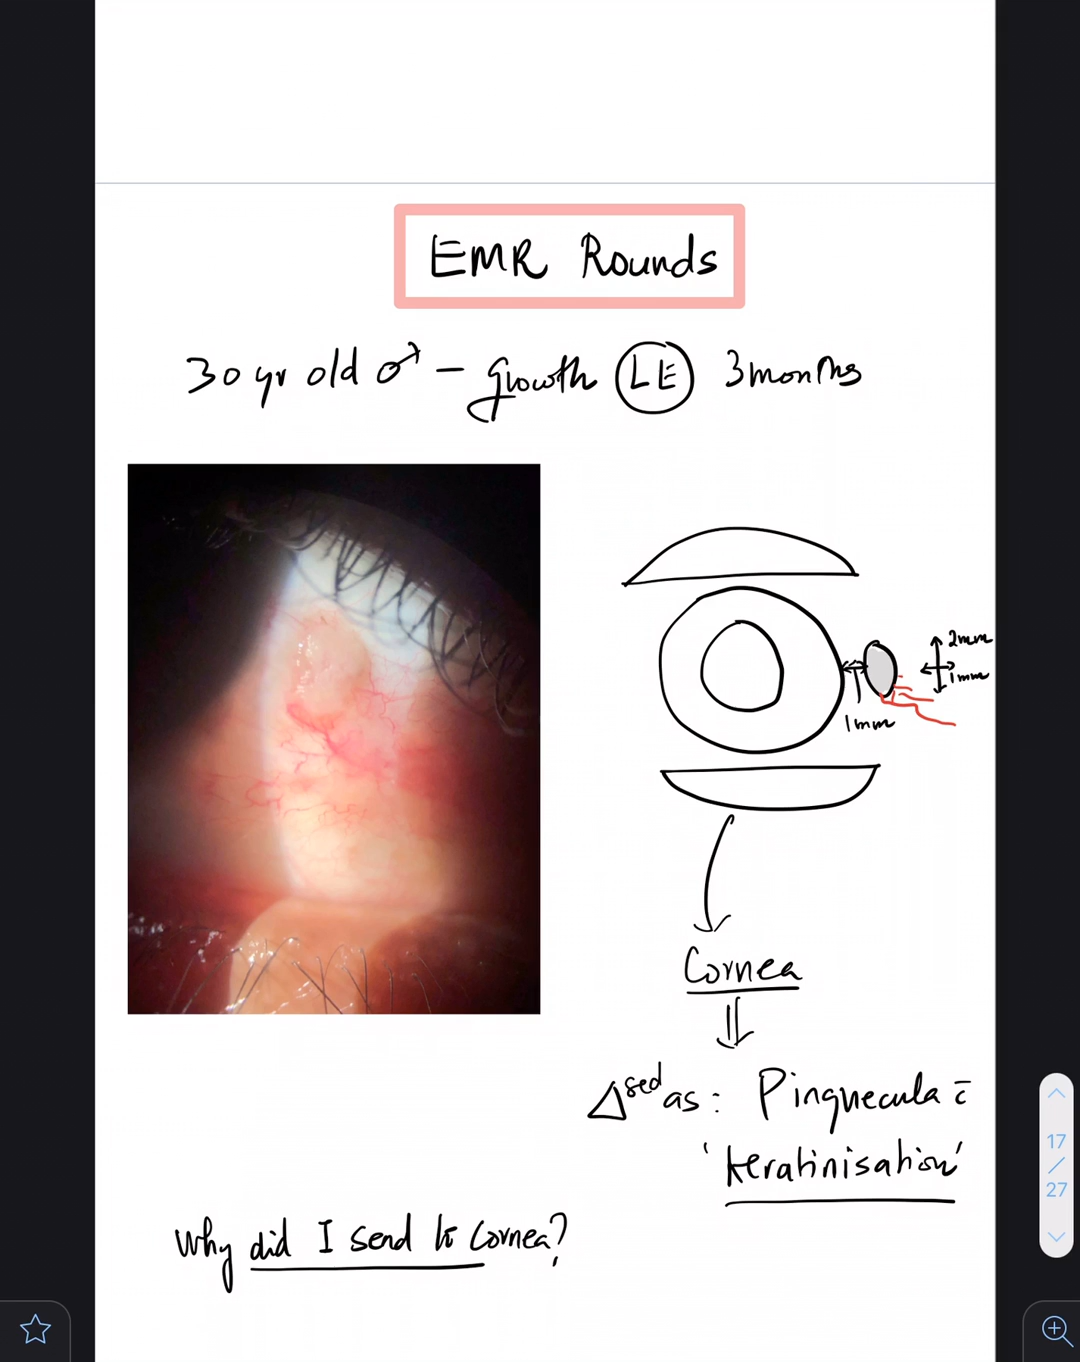 EMR Rounds
30 yr old ♂ - growth LE 3 months
2mm
1mm
1mm
Cornea
Δsed as: Pinguecula c̄
'keratinisation'
Why did I send to Cornea?
17
/
27